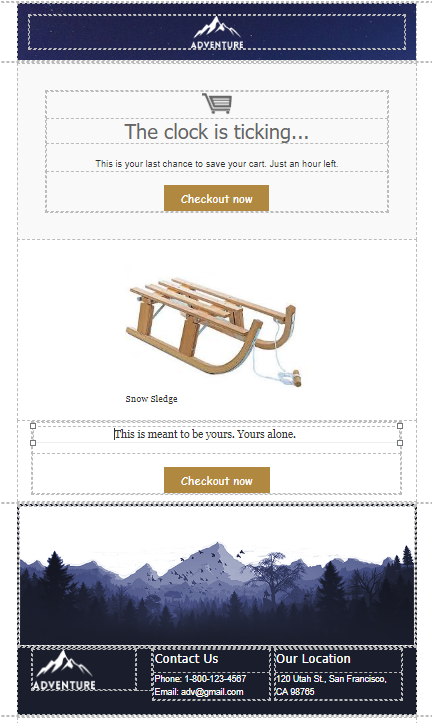 ADVENTURE
The clock is ticking...
This is your last chance to save your cart. Just an hour left.
Checkout now
Snow Sledge
This is meant to be yours. Yours alone.
Checkout now
ADVENTURE
Contact Us
Phone: 1-800-123-4567
Email: adv@gmail.com
Our Location
120 Utah St., San Francisco,
CA 98765